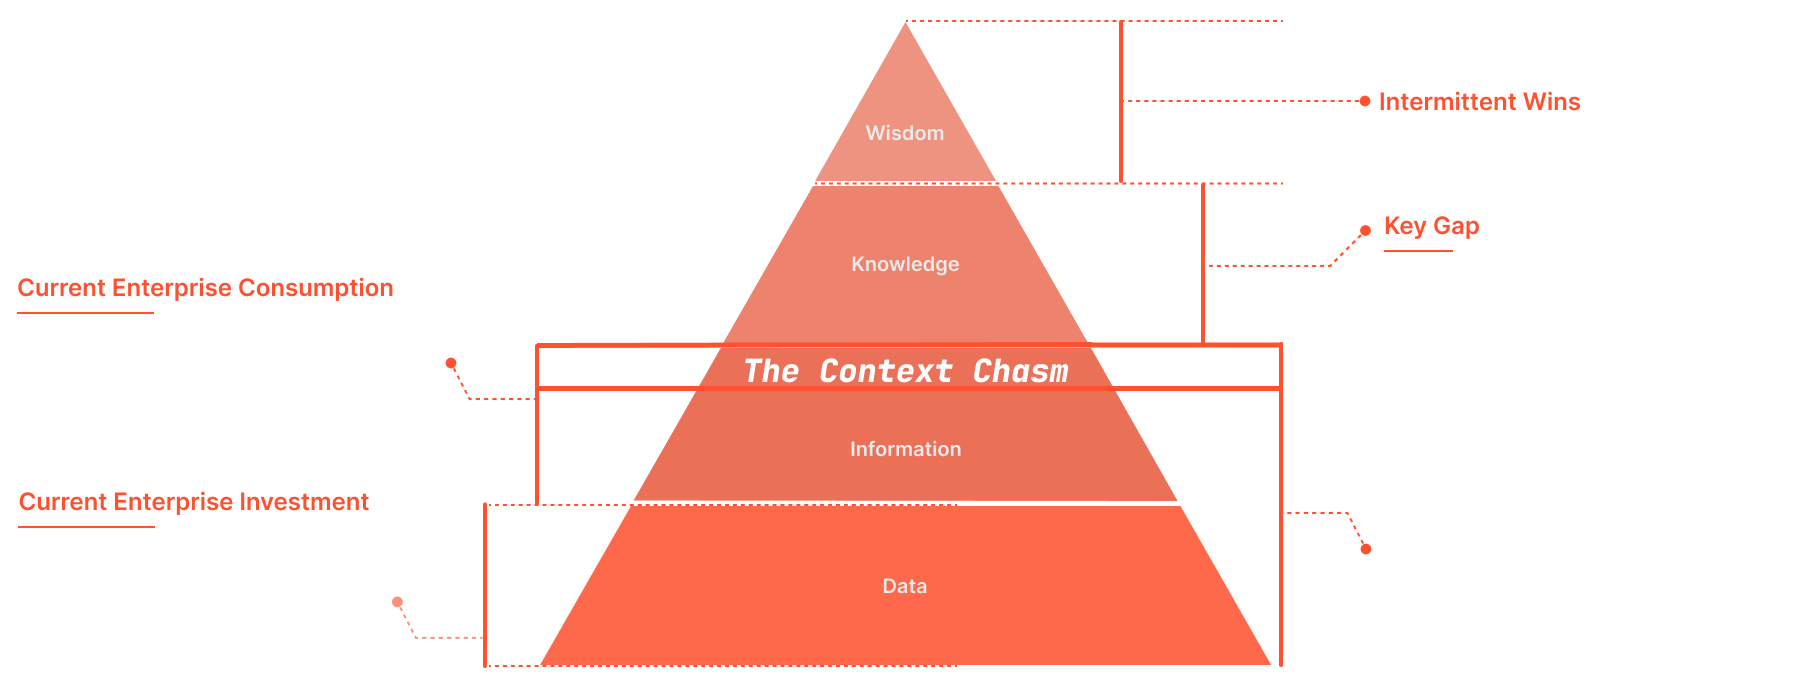 Intermittent Wins
Wisdom
Key Gap
Knowledge
Current Enterprise Consumption
The Context Chasm
Information
Current Enterprise Investment
Data